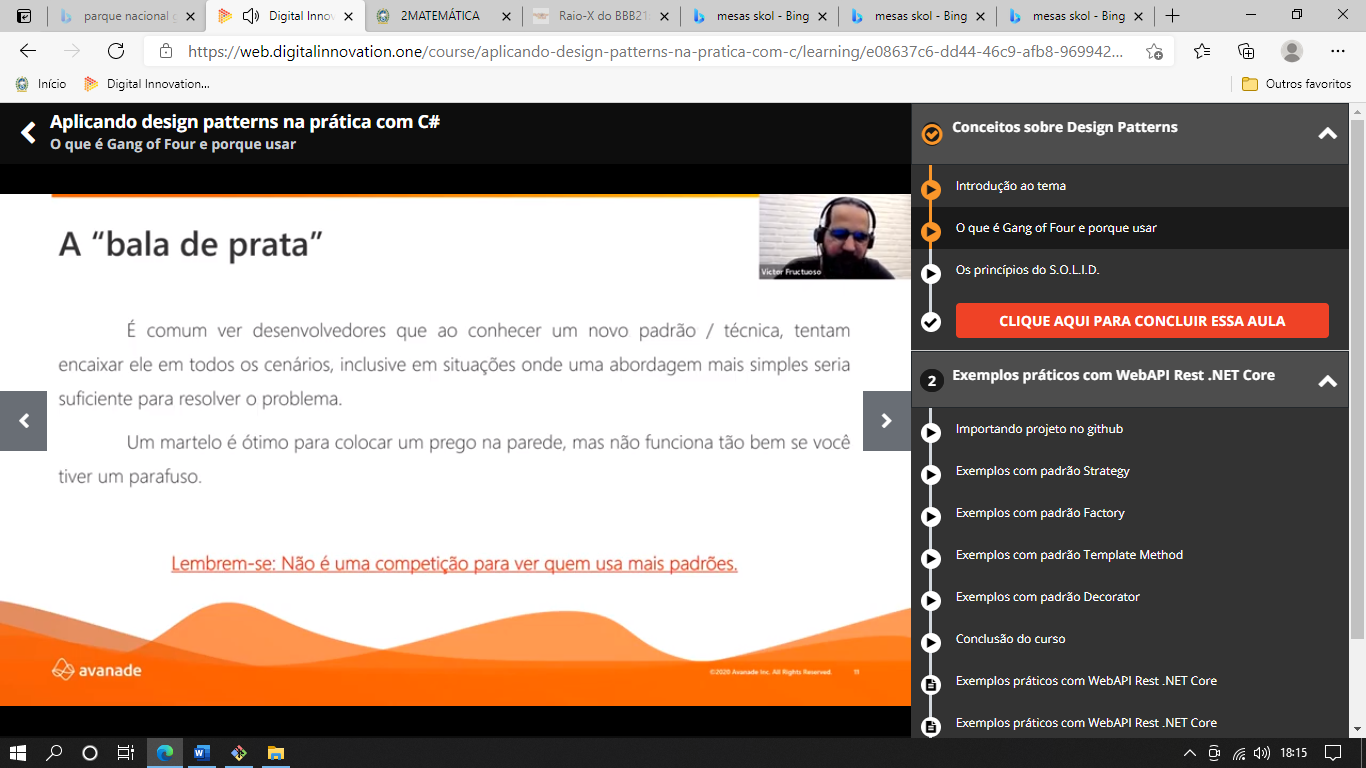 parque nacional g
Digital Innov
2MATEMÁTICA
Raio-X do BBB21:
mesas skol - Bing
mesas skol - Bing
mesas skol - Bing
https://web.digitalinnovation.one/course/aplicando-design-patterns-na-pratica-com-c/learning/e08637c6-dd44-46c9-afb8-969942...
Início
Digital Innovation...
Outros favoritos
Aplicando design patterns na prática com C#
O que é Gang of Four e porque usar
A “bala de prata”
Victor Fructuoso
É comum ver desenvolvedores que ao conhecer um novo padrão / técnica, tentam
encaixar ele em todos os cenários, inclusive em situações onde uma abordagem mais simples seria
suficiente para resolver o problema.
Um martelo é ótimo para colocar um prego na parede, mas não funciona tão bem se você
tiver um parafuso.
Lembrem-se: Não é uma competição para ver quem usa mais padrões.
avanade
©2020 Avanade Inc. All Rights Reserved.
11
Conceitos sobre Design Patterns
Introdução ao tema
O que é Gang of Four e porque usar
Os princípios do S.O.L.I.D.
CLIQUE AQUI PARA CONCLUIR ESSA AULA
2 Exemplos práticos com WebAPI Rest .NET Core
Importando projeto no github
Exemplos com padrão Strategy
Exemplos com padrão Factory
Exemplos com padrão Template Method
Exemplos com padrão Decorator
Conclusão do curso
Exemplos práticos com WebAPI Rest .NET Core
Exemplos práticos com WebAPI Rest .NET Core
18:15